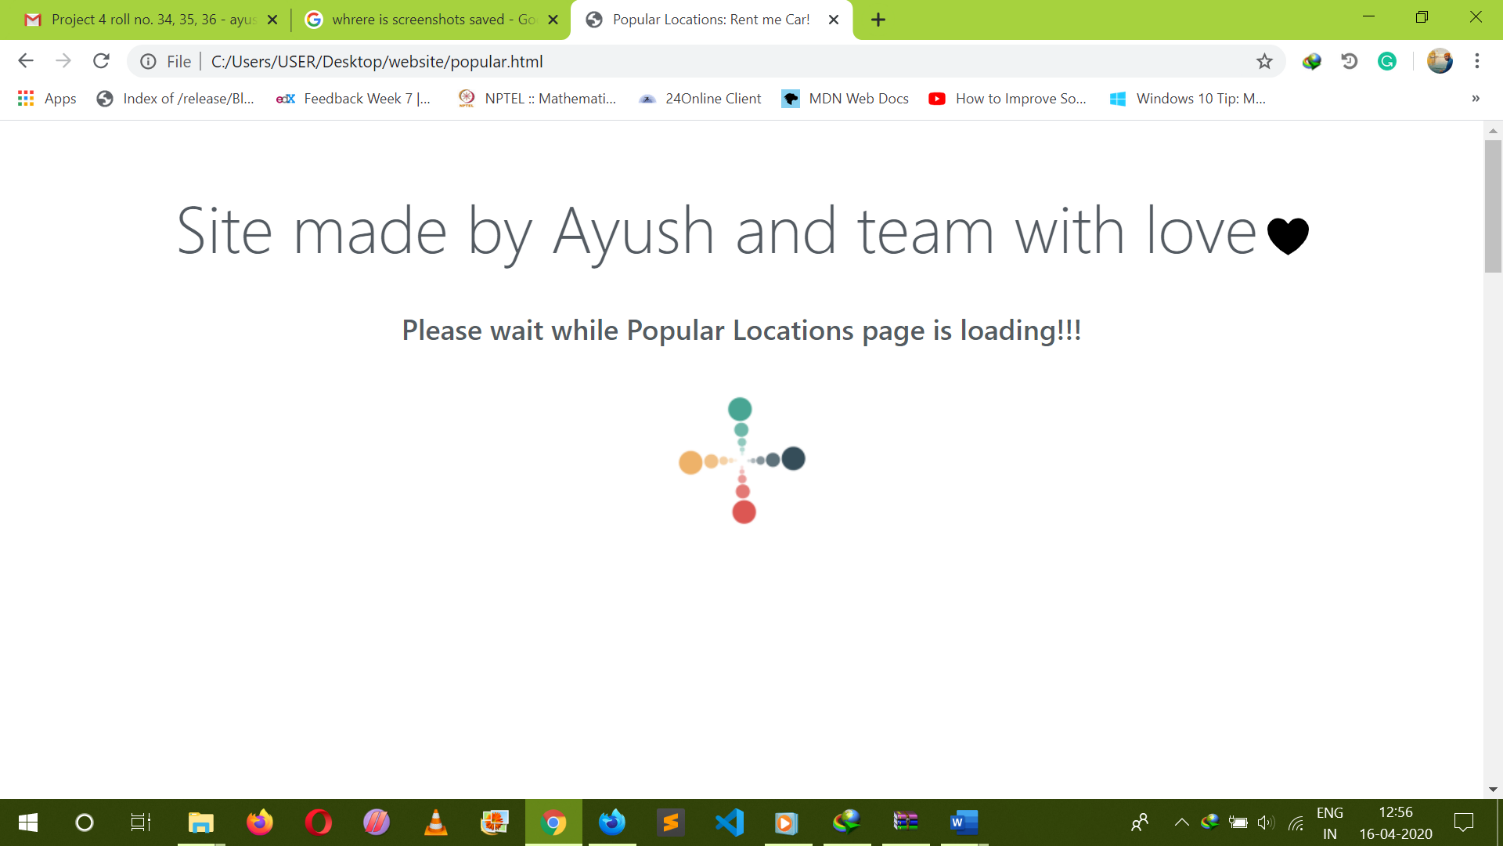 Project 4 roll no. 34, 35, 36 - ayus
whrere is screenshots saved - Go
Popular Locations: Rent me Car!
File
C:/Users/USER/Desktop/website/popular.html
Apps
Index of /release/Bl...
edX
Feedback Week 7 |...
NPTEL :: Mathemati...
24Online Client
MDN Web Docs
How to Improve So...
Windows 10 Tip: M...
»
Site made by Ayush and team with love
Please wait while Popular Locations page is loading!!!
ENG
IN
12:56
16-04-2020